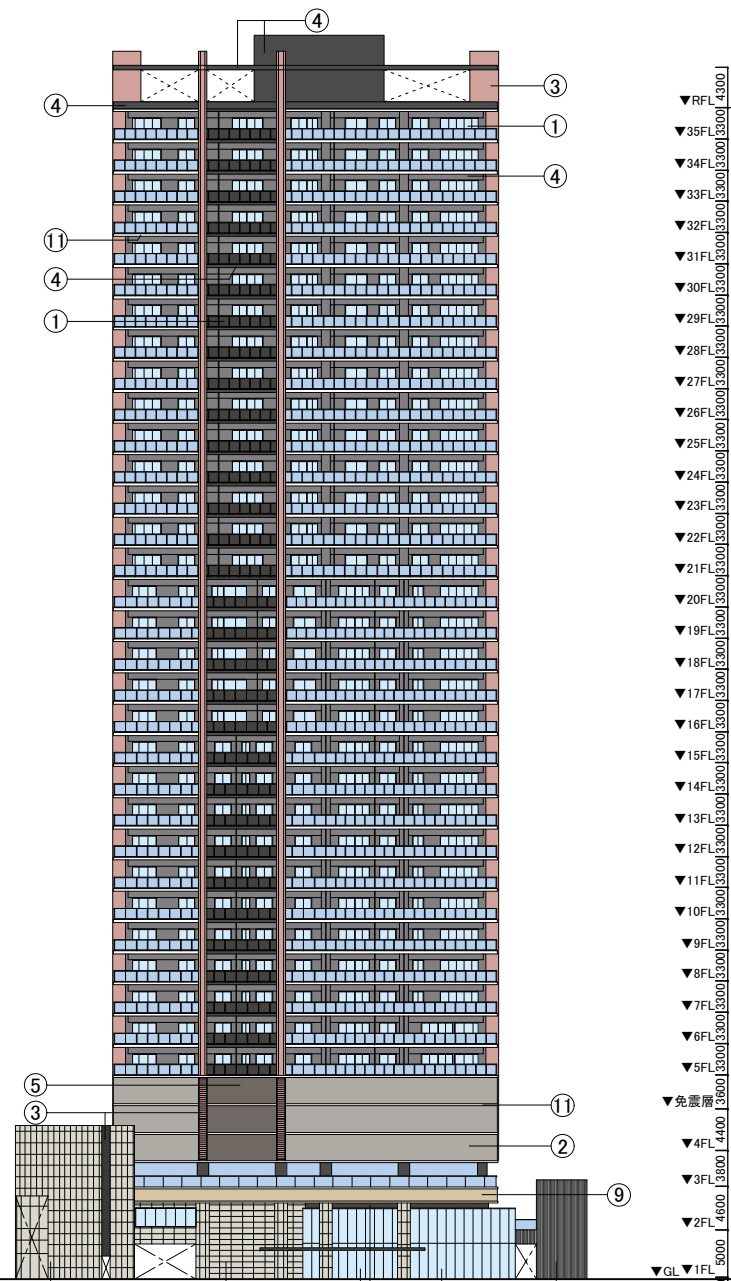 ④
③
④
①
④
⑪
④
①
⑤
③
⑪
②
⑨
4300
▼RFL
3300
▼35FL
3300
▼34FL
3300
▼33FL
3300
▼32FL
3300
▼31FL
3300
▼30FL
3300
▼29FL
3300
▼28FL
3300
▼27FL
3300
▼26FL
3300
▼25FL
3300
▼24FL
3300
▼23FL
3300
▼22FL
3300
▼21FL
3300
▼20FL
3300
▼19FL
3300
▼18FL
3300
▼17FL
3300
▼16FL
3300
▼15FL
3300
▼14FL
3300
▼13FL
3300
▼12FL
3300
▼11FL
3300
▼10FL
3300
▼9FL
3300
▼8FL
3300
▼7FL
3300
▼6FL
3300
▼5FL
3600
▼免震層
4400
▼4FL
3800
▼3FL
4600
▼2FL
5000
▼GL ▼1FL